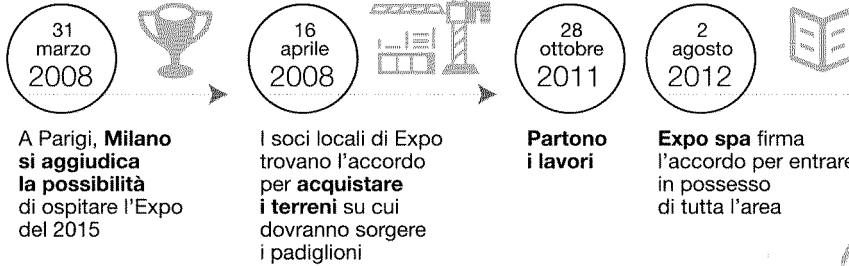 31
marzo
2008
A Parigi, Milano
si aggiudica
la possibilità
di ospitare l'Expo
del 2015
16
aprile
2008
I soci locali di Expo
trovano l'accordo
per acquistare
i terreni su cui
dovranno sorgere
i padiglioni
28
ottobre
2011
Partono
i lavori
2
agosto
2012
Expo spa firma
l'accordo per entrare
in possesso
di tutta l'area